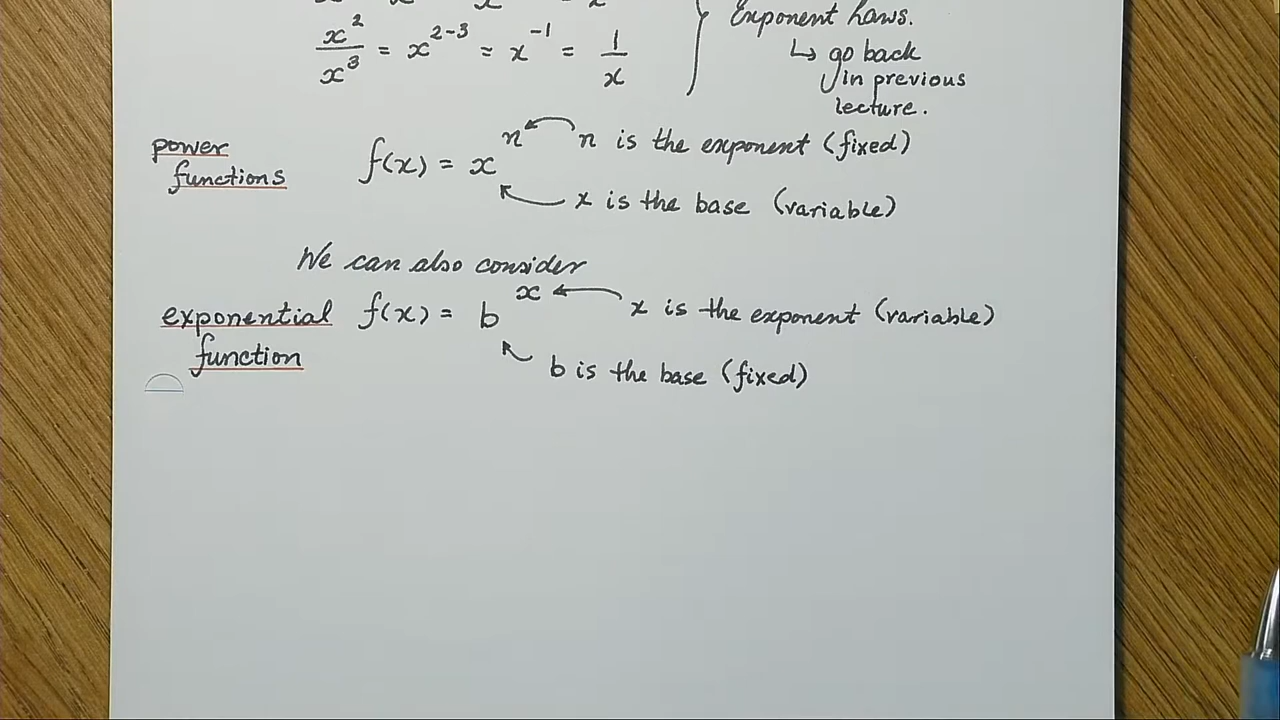 x²/x³ = x²⁻³ = x⁻¹ = 1/x
Exponent Laws.
↳ go back
in previous
lecture.
power
functions
f(x) = xⁿ
n is the exponent (fixed)
x is the base (variable)
We can also consider
exponential
function
f(x) = bˣ
x is the exponent (variable)
b is the base (fixed)